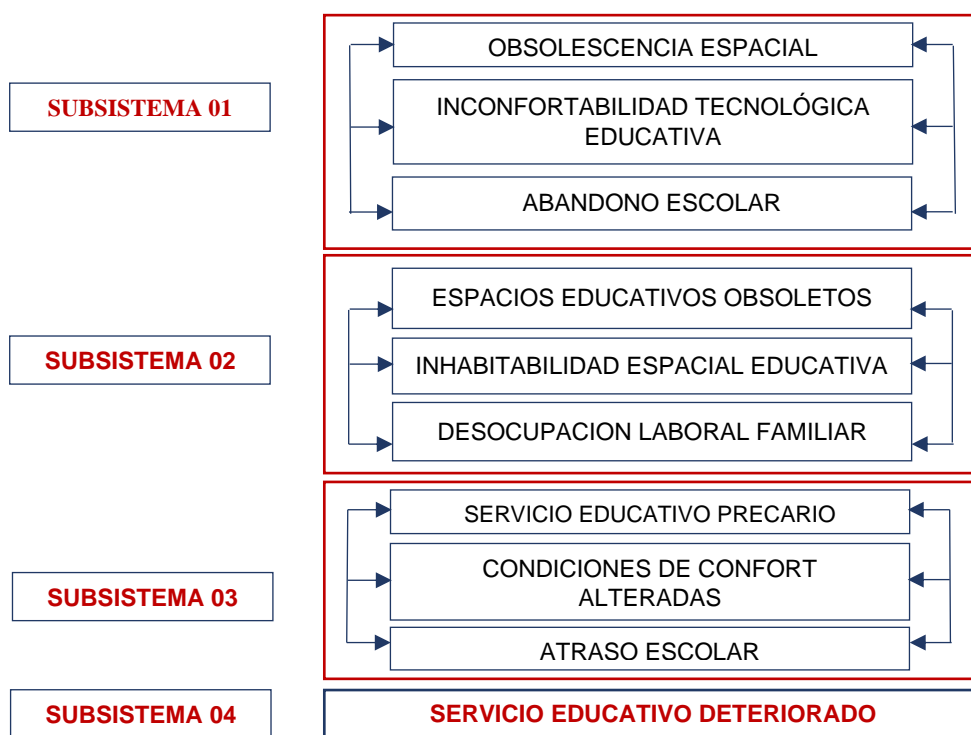 SUBSISTEMA 01
OBSOLESCENCIA ESPACIAL
INCONFORTABILIDAD TECNOLÓGICA
EDUCATIVA
ABANDONO ESCOLAR
SUBSISTEMA 02
ESPACIOS EDUCATIVOS OBSOLETOS
INHABITABILIDAD ESPACIAL EDUCATIVA
DESOCUPACION LABORAL FAMILIAR
SUBSISTEMA 03
SERVICIO EDUCATIVO PRECARIO
CONDICIONES DE CONFORT
ALTERADAS
ATRASO ESCOLAR
SUBSISTEMA 04
SERVICIO EDUCATIVO DETERIORADO